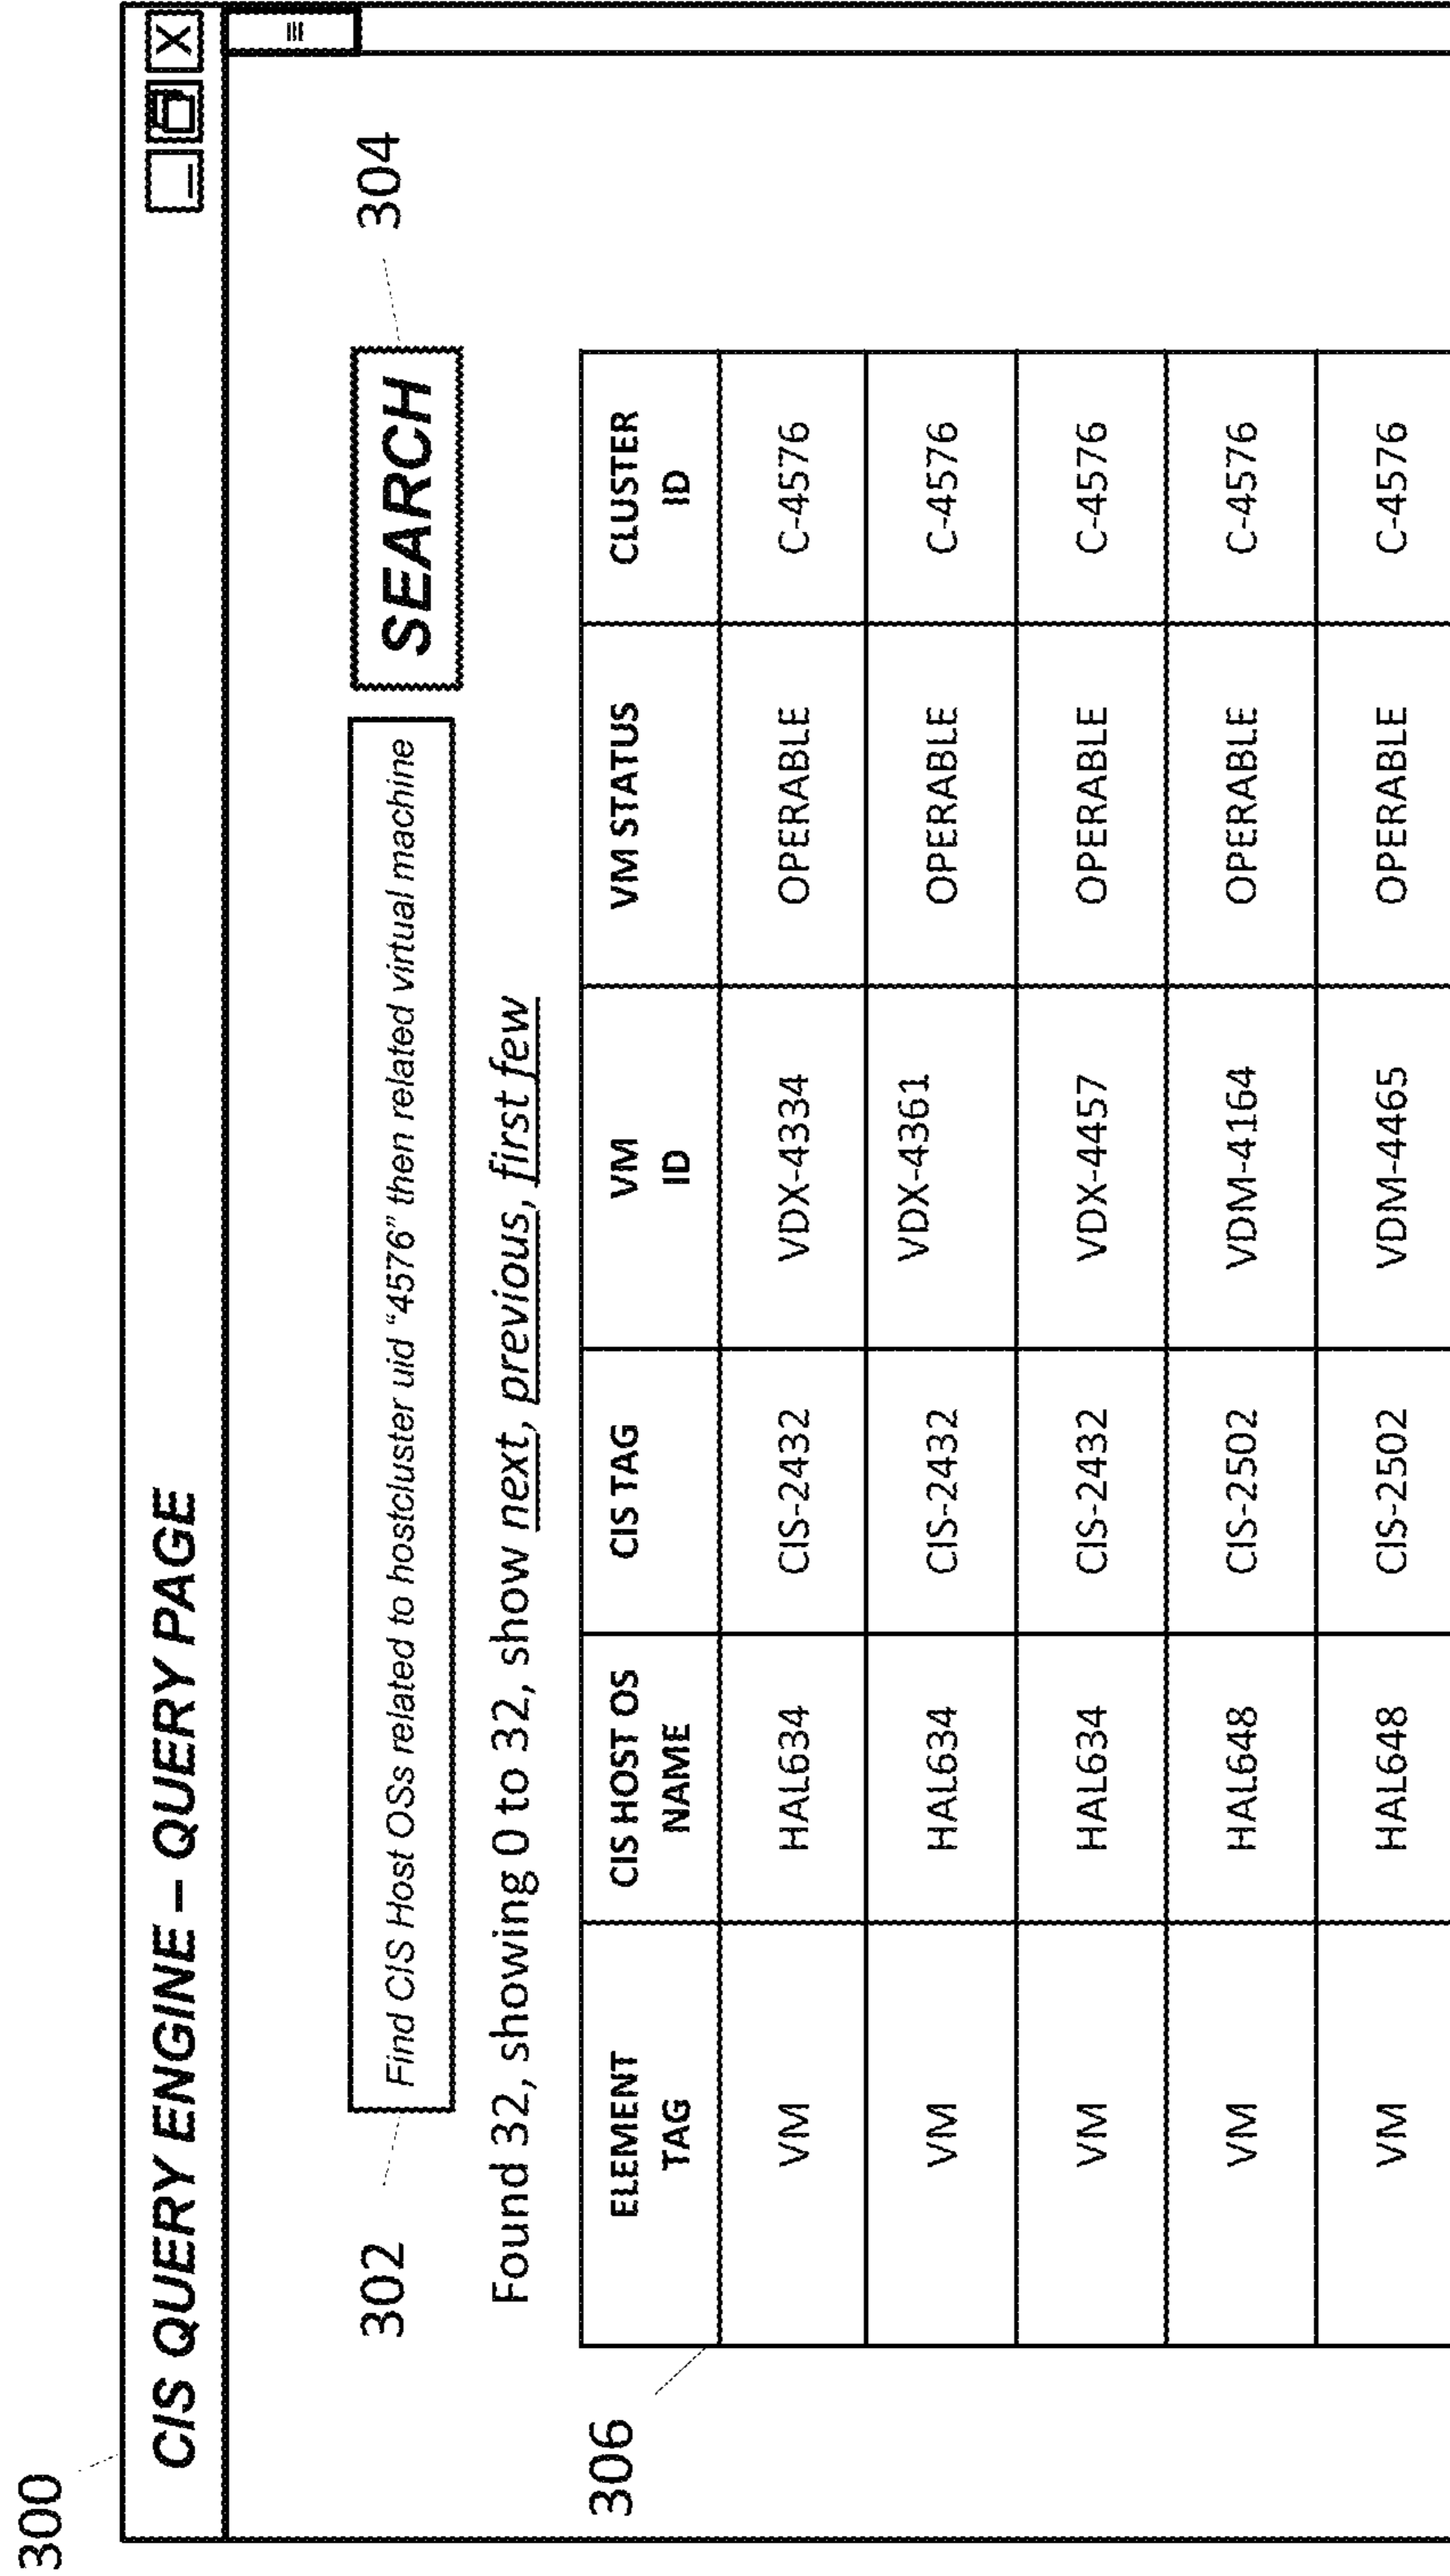 300
CIS QUERY ENGINE – QUERY PAGE _ X
302 Find CIS Host OSs related to hostcluster uid “4576” then related virtual machine SEARCH 304
Found 32, showing 0 to 32, show next, previous, first few
306
ELEMENT TAG CIS HOST OS NAME CIS TAG VM ID VM STATUS CLUSTER ID
VM HAL634 CIS-2432 VDX-4334 OPERABLE C-4576
VM HAL634 CIS-2432 VDX-4361 OPERABLE C-4576
VM HAL634 CIS-2432 VDX-4457 OPERABLE C-4576
VM HAL648 CIS-2502 VDM-4164 OPERABLE C-4576
VM HAL648 CIS-2502 VDM-4465 OPERABLE C-4576